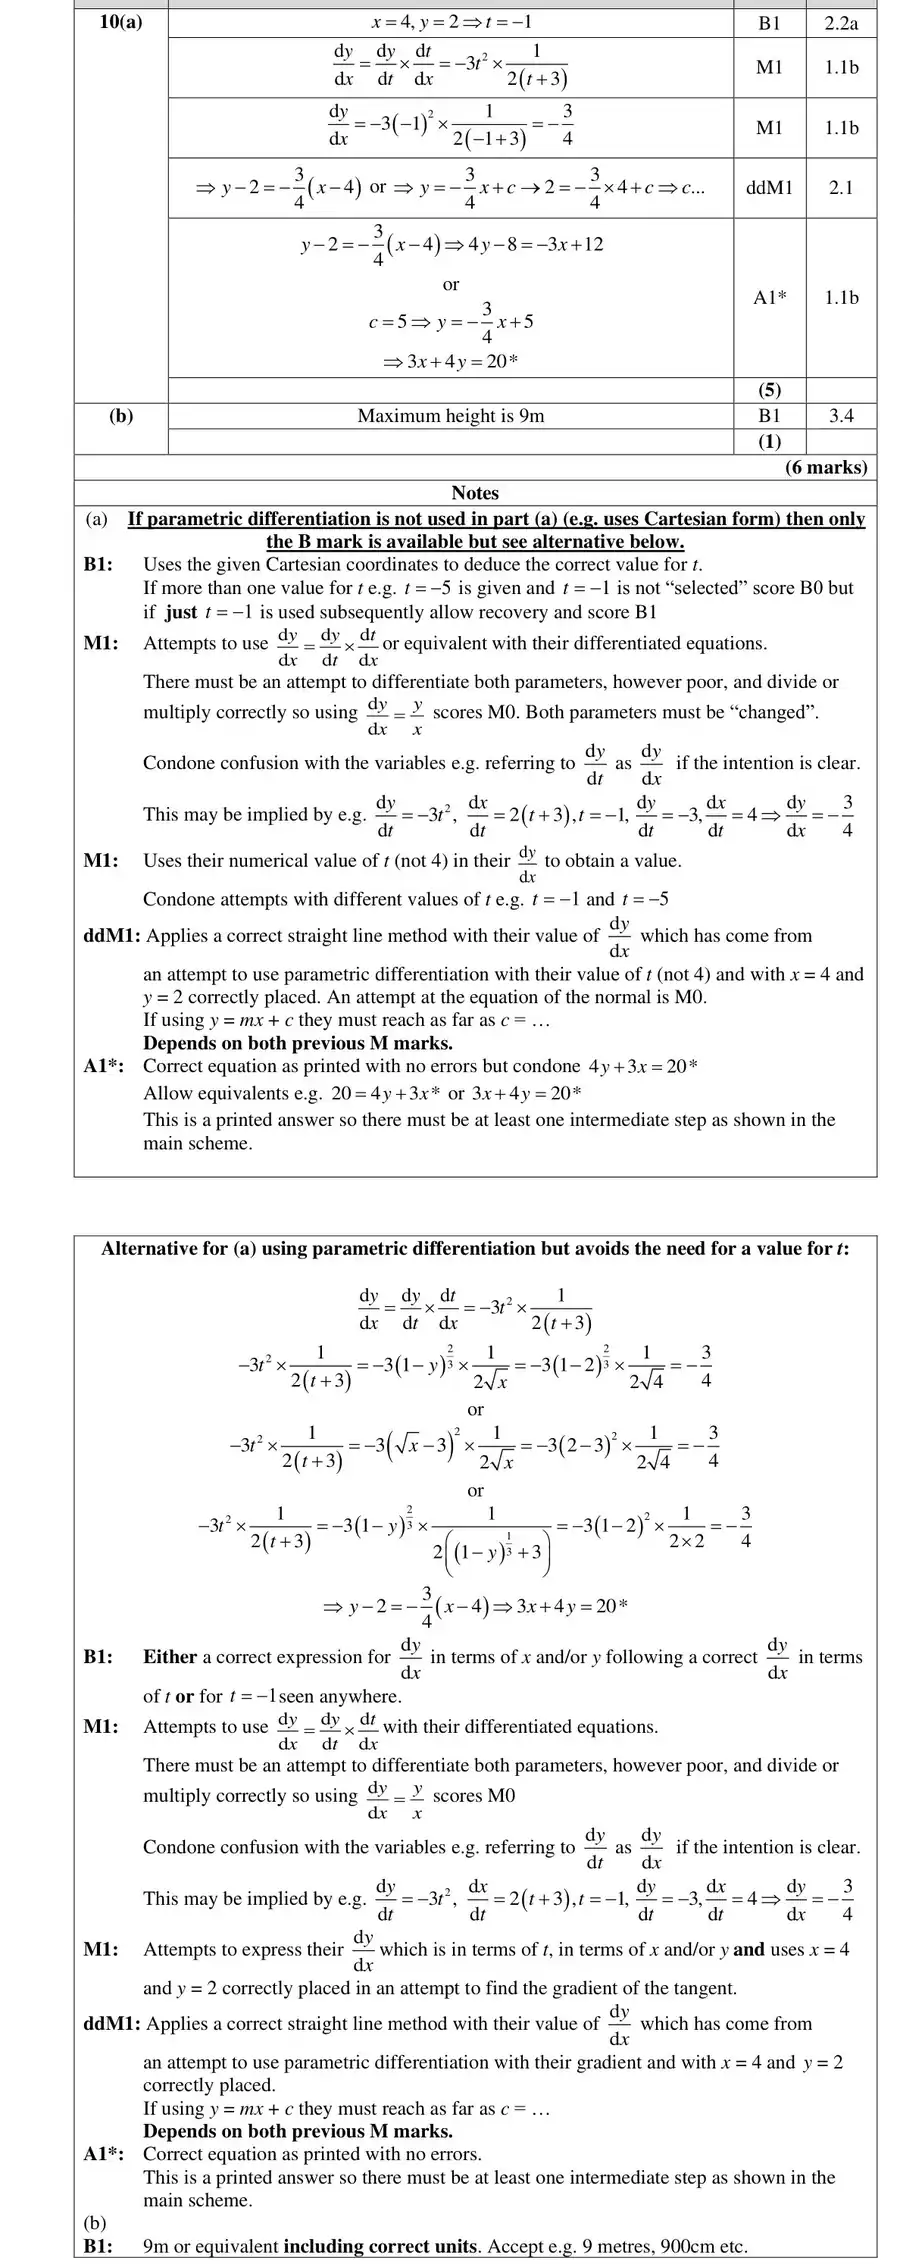 10(a) x = 4, y = 2 ⇒ t = −1 B1 2.2a
dy/dx = dy/dt × dt/dx = −3t² × 1/(2(t+3)) M1 1.1b
dy/dx = −3(−1)² × 1/(2(−1+3)) = −3/4 M1 1.1b
⇒ y − 2 = −3/4(x − 4) or ⇒ y = −3/4 x + c → 2 = −3/4 × 4 + c ⇒ c... ddM1 2.1
y − 2 = −3/4(x − 4) ⇒ 4y − 8 = −3x + 12
or
c = 5 ⇒ y = −3/4 x + 5
⇒ 3x + 4y = 20*
A1* 1.1b
(5)
(b) Maximum height is 9m B1 3.4
(1)
(6 marks)
Notes
(a) If parametric differentiation is not used in part (a) (e.g. uses Cartesian form) then only
the B mark is available but see alternative below.
B1: Uses the given Cartesian coordinates to deduce the correct value for t.
If more than one value for t e.g. t = −5 is given and t = −1 is not “selected” score B0 but
if just t = −1 is used subsequently allow recovery and score B1
M1: Attempts to use dy/dx = dy/dt × dt/dx or equivalent with their differentiated equations.
There must be an attempt to differentiate both parameters, however poor, and divide or
multiply correctly so using dy/dx = y/x scores M0. Both parameters must be “changed”.
Condone confusion with the variables e.g. referring to dy/dt as dy/dx if the intention is clear.
This may be implied by e.g. dy/dt = −3t², dx/dt = 2(t+3), t = −1, dy/dt = −3, dx/dt = 4 ⇒ dy/dx = −3/4
M1: Uses their numerical value of t (not 4) in their dy/dx to obtain a value.
Condone attempts with different values of t e.g. t = −1 and t = −5
ddM1: Applies a correct straight line method with their value of dy/dx which has come from
an attempt to use parametric differentiation with their value of t (not 4) and with x = 4 and
y = 2 correctly placed. An attempt at the equation of the normal is M0.
If using y = mx + c they must reach as far as c = …
Depends on both previous M marks.
A1*: Correct equation as printed with no errors but condone 4y + 3x = 20*
Allow equivalents e.g. 20 = 4y + 3x* or 3x + 4y = 20*
This is a printed answer so there must be at least one intermediate step as shown in the
main scheme.
Alternative for (a) using parametric differentiation but avoids the need for a value for t:
dy/dx = dy/dt × dt/dx = −3t² × 1/(2(t+3))
−3t² × 1/(2(t+3)) = −3(1−y)^(2/3) × 1/(2√x) = −3(1−2)^(2/3) × 1/(2√4) = −3/4
or
−3t² × 1/(2(t+3)) = −3(√x−3)² × 1/(2√x) = −3(2−3)² × 1/(2√4) = −3/4
or
−3t² × 1/(2(t+3)) = −3(1−y)^(2/3) × 1/(2((1−y)^(1/3)+3)) = −3(1−2)² × 1/(2×2) = −3/4
⇒ y − 2 = −3/4(x − 4) ⇒ 3x + 4y = 20*
B1: Either a correct expression for dy/dx in terms of x and/or y following a correct dy/dx in terms
of t or for t = −1 seen anywhere.
M1: Attempts to use dy/dx = dy/dt × dt/dx with their differentiated equations.
There must be an attempt to differentiate both parameters, however poor, and divide or
multiply correctly so using dy/dx = y/x scores M0
Condone confusion with the variables e.g. referring to dy/dt as dy/dx if the intention is clear.
This may be implied by e.g. dy/dt = −3t², dx/dt = 2(t+3), t = −1, dy/dt = −3, dx/dt = 4 ⇒ dy/dx = −3/4
M1: Attempts to express their dy/dx which is in terms of t, in terms of x and/or y and uses x = 4
and y = 2 correctly placed in an attempt to find the gradient of the tangent.
ddM1: Applies a correct straight line method with their value of dy/dx which has come from
an attempt to use parametric differentiation with their gradient and with x = 4 and y = 2
correctly placed.
If using y = mx + c they must reach as far as c = …
Depends on both previous M marks.
A1*: Correct equation as printed with no errors.
This is a printed answer so there must be at least one intermediate step as shown in the
main scheme.
(b)
B1: 9m or equivalent including correct units. Accept e.g. 9 metres, 900cm etc.